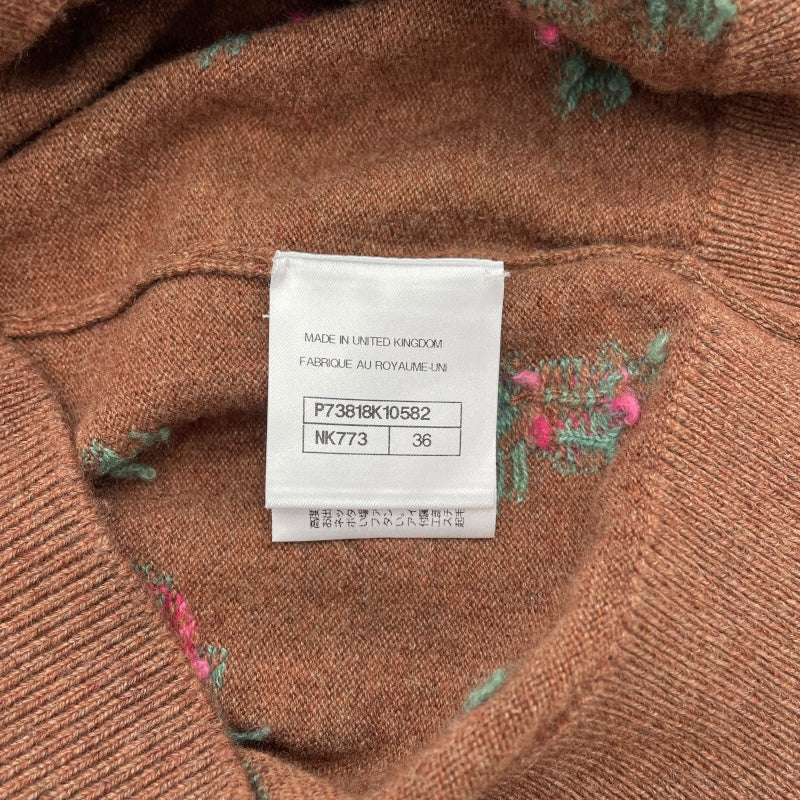 MADE IN UNITED KINGDOM
FABRIQUE AU ROYAUME-UNI
P73818K10582
NK773 36